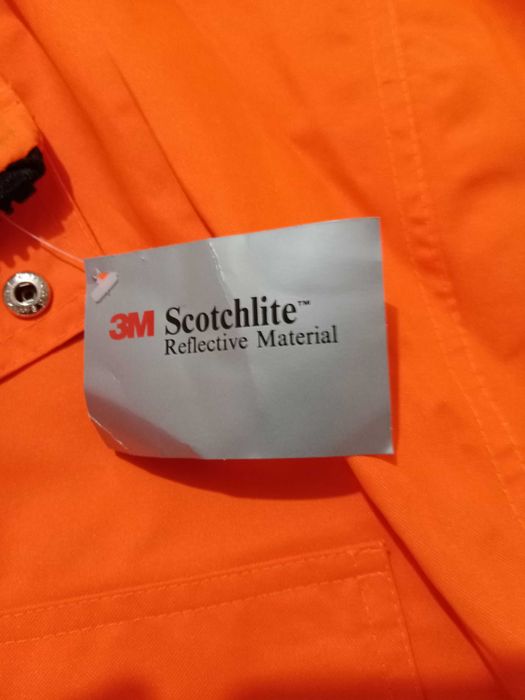 3M Scotchlite™
Reflective Material